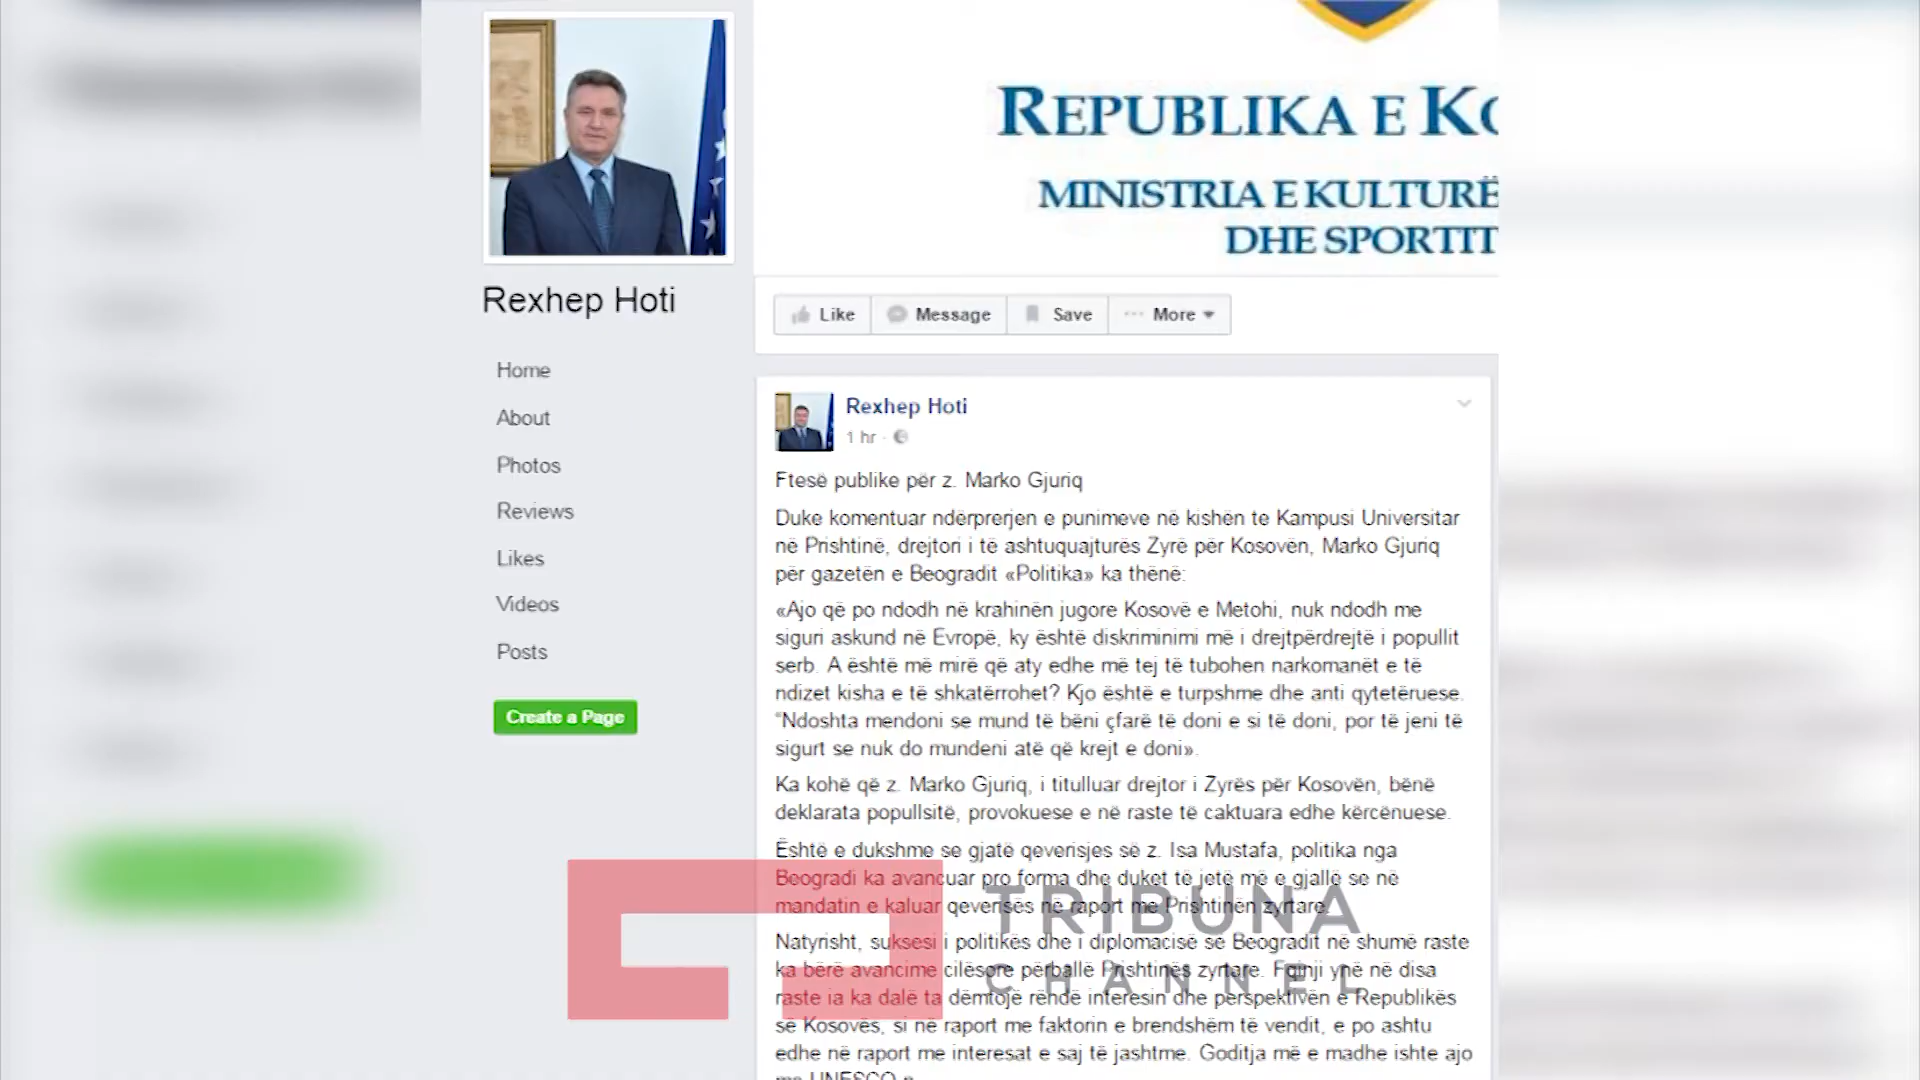 REPUBLIKA E KO
MINISTRIA E KULTURË
DHE SPORTIT
Rexhep Hoti
Like
Message
Save
More
Home
About
Photos
Reviews
Likes
Videos
Posts
Create a Page
Rexhep Hoti
1 hr
Ftesë publike për z. Marko Gjuriq
Duke komentuar ndërprerjen e punimeve në kishën te Kampusi Universitar
në Prishtinë, drejtori i të ashtuquajturës Zyrë për Kosovën, Marko Gjuriq
për gazetën e Beogradit «Politika» ka thënë:
«Ajo që po ndodh në krahinën jugore Kosovë e Metohi, nuk ndodh me
siguri askund në Evropë, ky është diskriminimi më i drejtpërdrejtë i popullit
serb. A është më mirë që aty edhe më tej të tubohen narkomanët e të
ndizet kisha e të shkatërrohet? Kjo është e turpshme dhe anti qytetëruese.
“Ndoshta mendoni se mund të bëni çfarë të doni e si të doni, por të jeni të
sigurt se nuk do mundeni atë që krejt e doni».
Ka kohë që z. Marko Gjuriq, i titulluar drejtor i Zyrës për Kosovën, bënë
deklarata popullsitë, provokuese e në raste të caktuara edhe kërcënuese.
Është e dukshme se gjatë qeverisjes së z. Isa Mustafa, politika nga
Beogradi ka avancuar pro forma dhe duket të jetë më e gjallë se në
mandatin e kaluar qeverisës në raport me Prishtinën zyrtare.
Natyrisht, suksesi i politikës dhe i diplomacisë së Beogradit në shumë raste
ka bërë avancime cilësore përballë Prishtinës zyrtare. Fqinji ynë në disa
raste ia ka dalë ta dëmtojë rëndë interesin dhe perspektivën e Republikës
së Kosovës, si në raport me faktorin e brendshëm të vendit, e po ashtu
edhe në raport me interesat e saj të jashtme. Goditja më e madhe ishte ajo
me UNESCO-n
TRIBUNA
CHANNEL